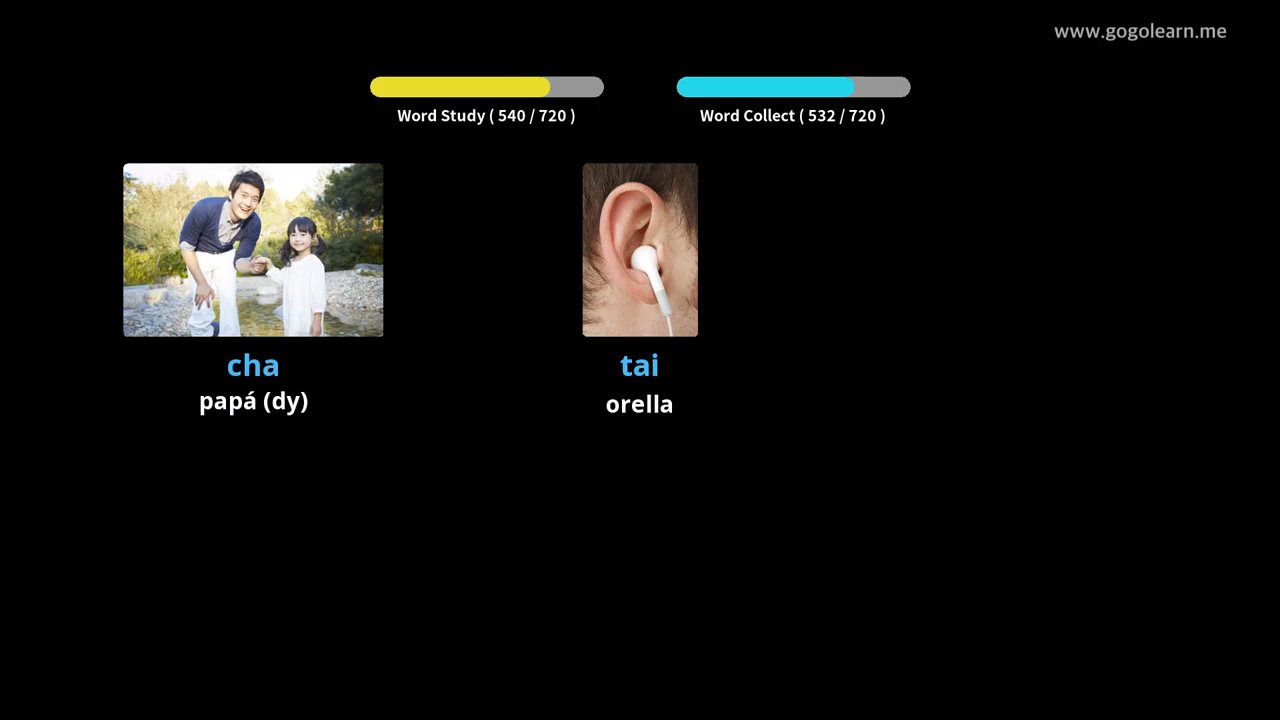 www.gogolearn.me
Word Study ( 540 / 720 )
Word Collect ( 532 / 720 )
cha
papá (dy)
tai
orella